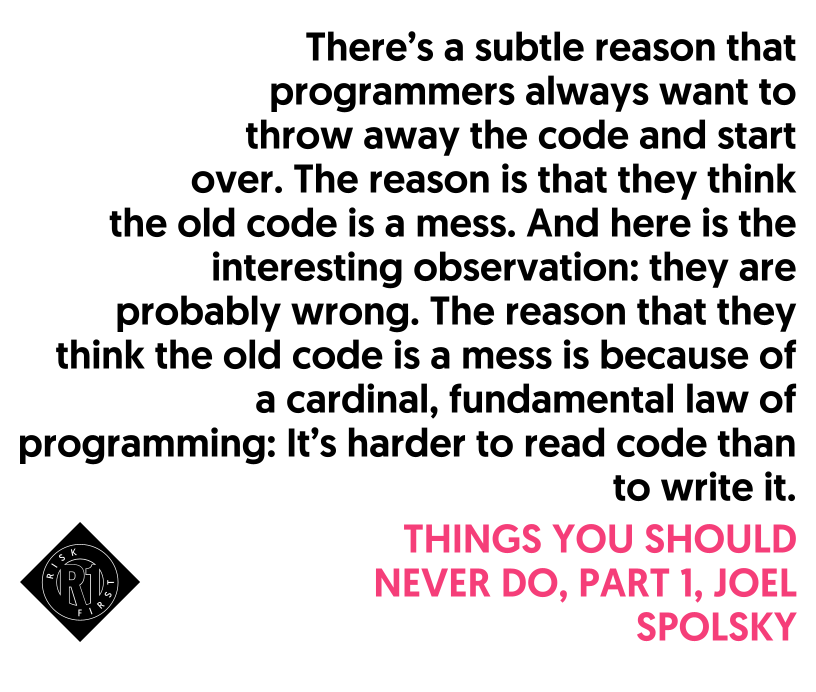 There’s a subtle reason that
programmers always want to
throw away the code and start
over. The reason is that they think
the old code is a mess. And here is the
interesting observation: they are
probably wrong. The reason that they
think the old code is a mess is because of
a cardinal, fundamental law of
programming: It’s harder to read code than
to write it.
THINGS YOU SHOULD
NEVER DO, PART 1, JOEL
SPOLSKY
RISK
R1
FIRST